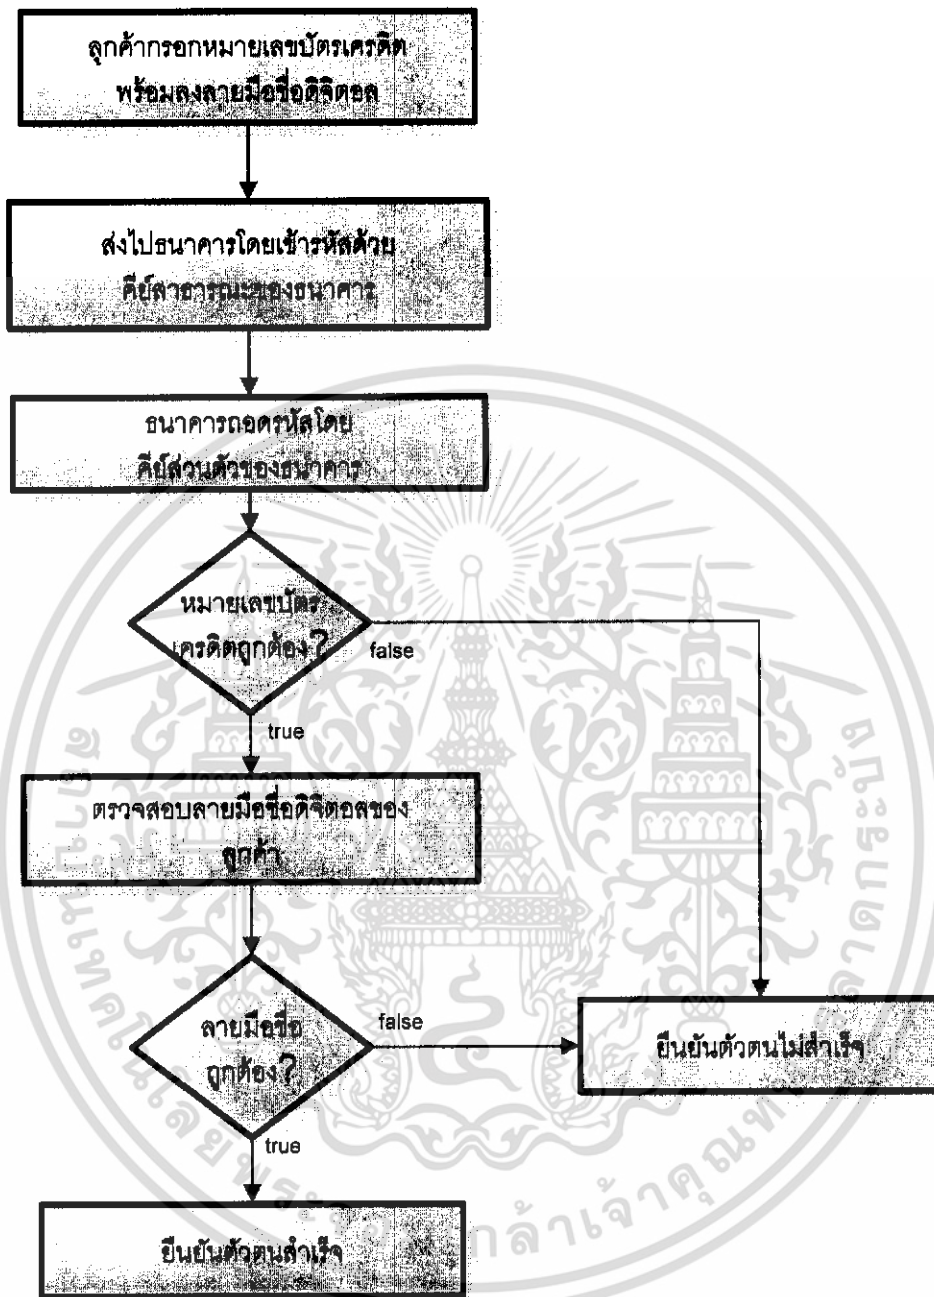 ลูกค้ากรอกหมายเลขบัตรเครดิต
พร้อมลงลายมือชื่อดิจิตอล
ส่งไปธนาคารโดยเข้ารหัสด้วย
คีย์สาธารณะของธนาคาร
ธนาคารถอดรหัสโดย
คีย์ส่วนตัวของธนาคาร
หมายเลขบัตร
เครดิตถูกต้อง?
false
true
ตรวจสอบลายมือชื่อดิจิตอลของ
ลูกค้า
ลายมือชื่อ
ถูกต้อง?
false
ยืนยันตัวตนไม่สำเร็จ
true
ยืนยันตัวตนสำเร็จ